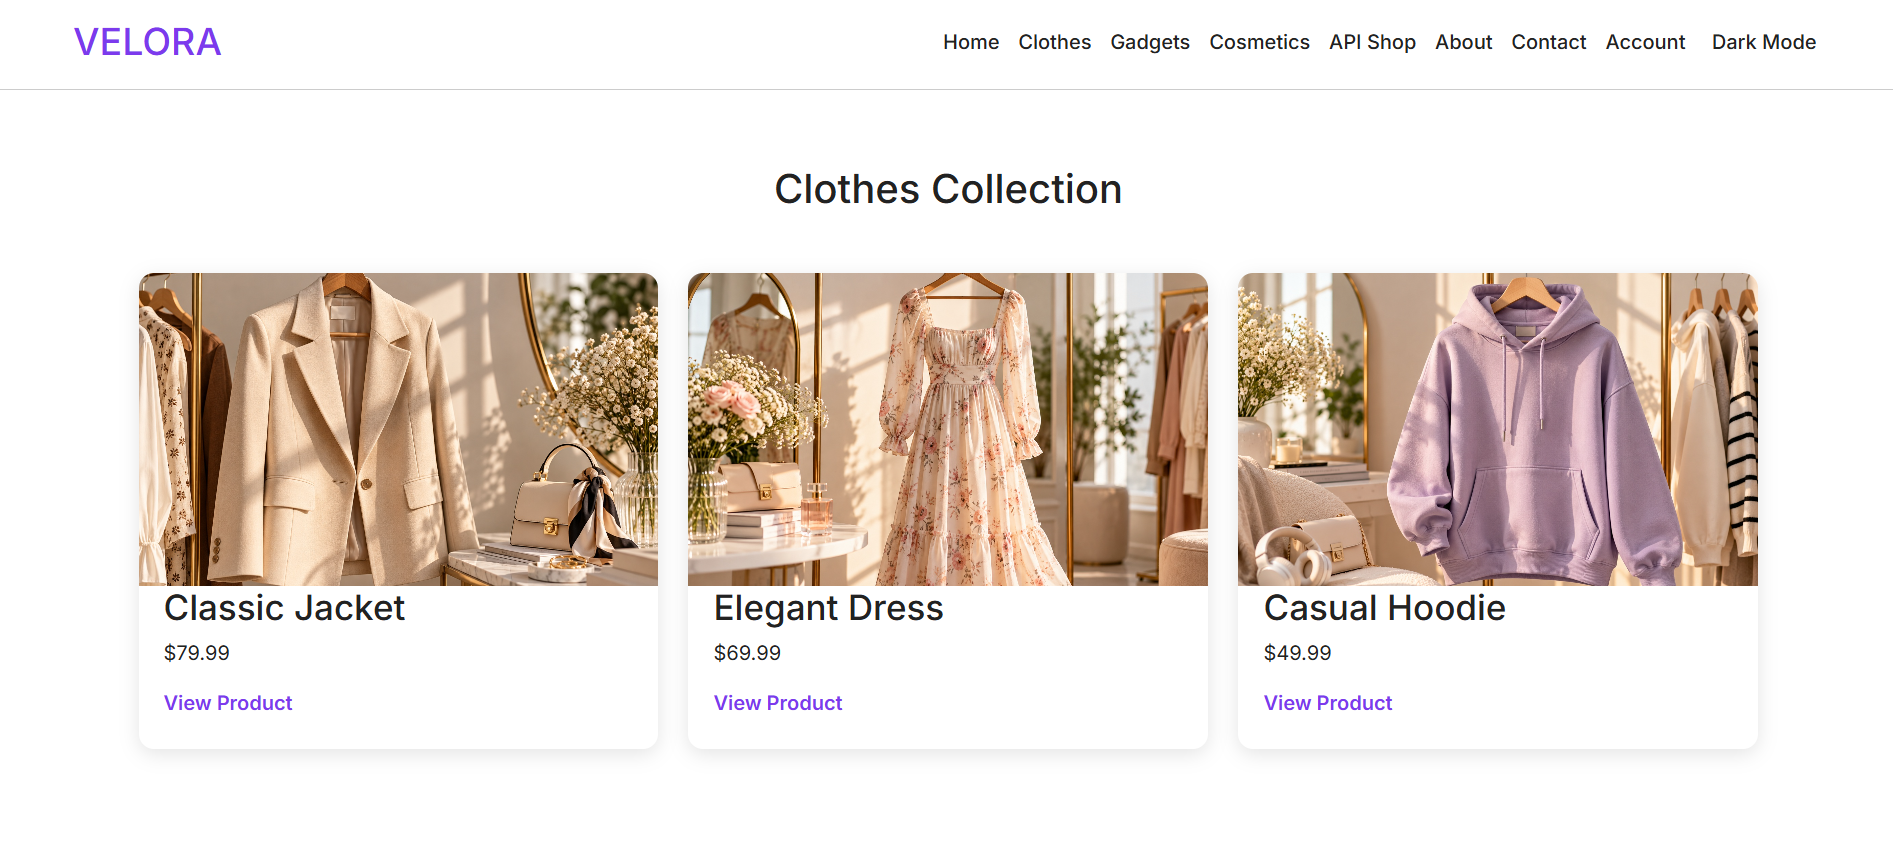 VELORA
Home Clothes Gadgets Cosmetics API Shop About Contact Account Dark Mode
Clothes Collection
Classic Jacket
$79.99
View Product
Elegant Dress
$69.99
View Product
Casual Hoodie
$49.99
View Product